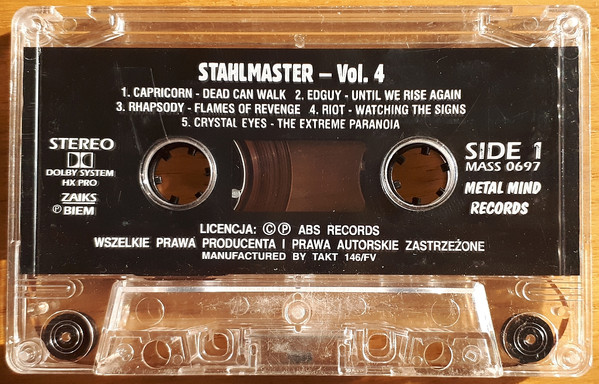 STAHLMASTER – Vol. 4
1. CAPRICORN - DEAD CAN WALK 2. EDGUY - UNTIL WE RISE AGAIN
3. RHAPSODY - FLAMES OF REVENGE 4. RIOT - WATCHING THE SIGNS
5. CRYSTAL EYES - THE EXTREME PARANOIA
STEREO
DOLBY SYSTEM
HX PRO
ZAIKS
Ⓟ BIEM
SIDE 1
MASS 0697
METAL MIND
RECORDS
LICENCJA: Ⓒ Ⓟ ABS RECORDS
WSZELKIE PRAWA PRODUCENTA I PRAWA AUTORSKIE ZASTRZEŻONE
MANUFACTURED BY TAKT 146/FV